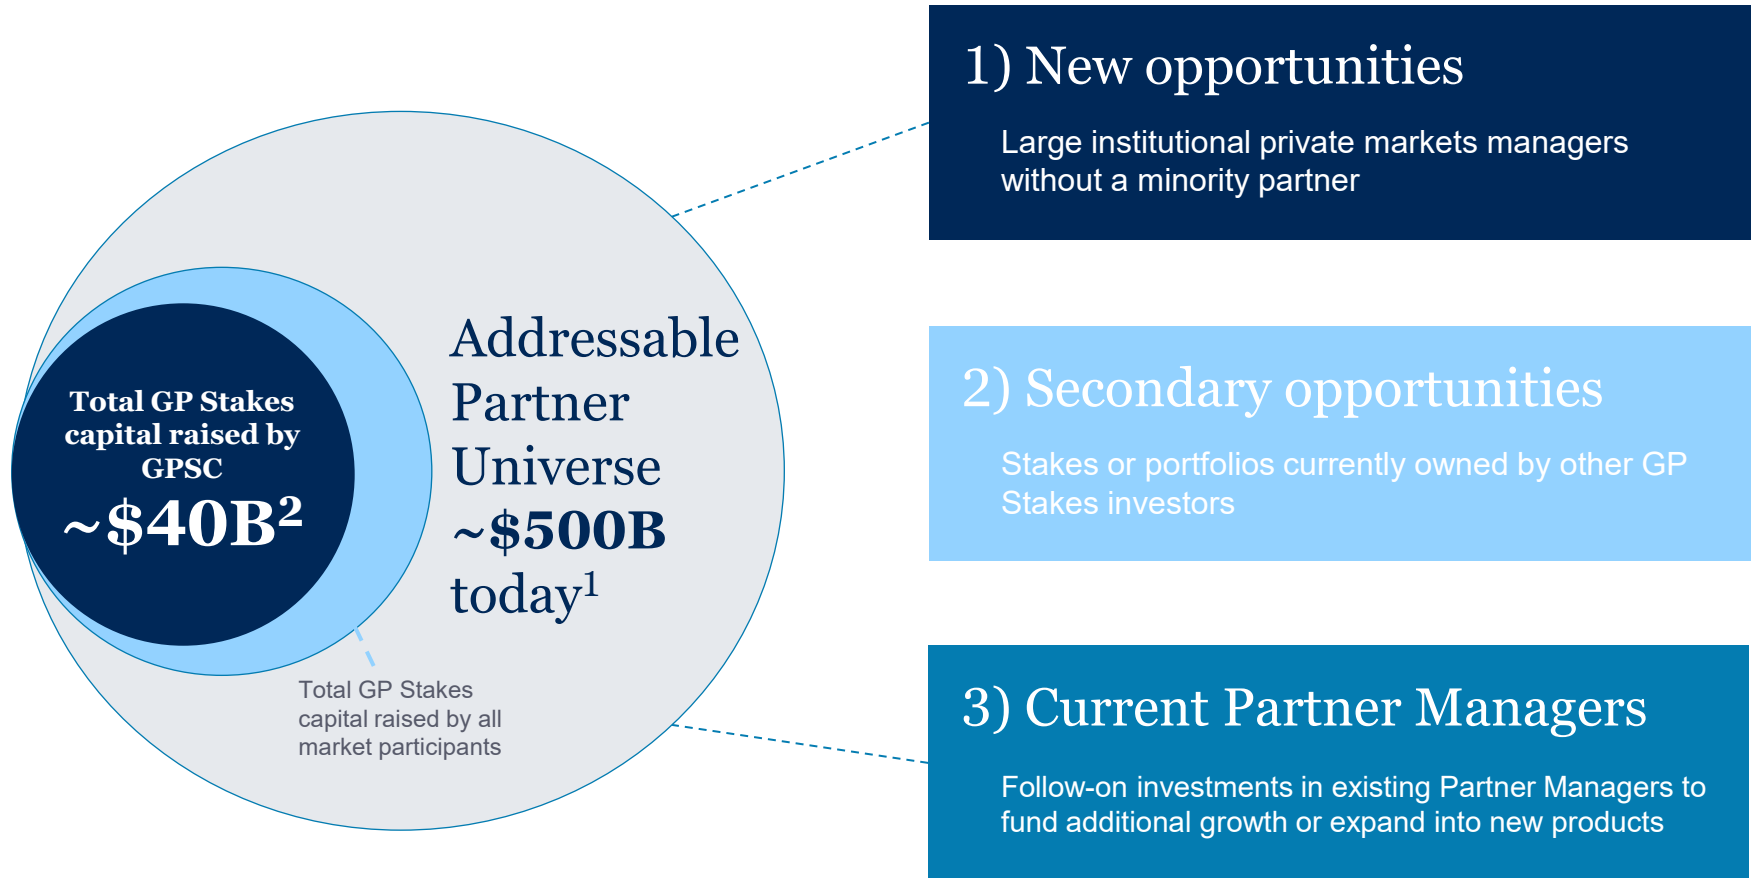 Total GP Stakes
capital raised by
GPSC
~$40B²
Addressable
Partner
Universe
~$500B
today¹
Total GP Stakes
capital raised by all
market participants
1) New opportunities
Large institutional private markets managers
without a minority partner
2) Secondary opportunities
Stakes or portfolios currently owned by other GP
Stakes investors
3) Current Partner Managers
Follow-on investments in existing Partner Managers to
fund additional growth or expand into new products